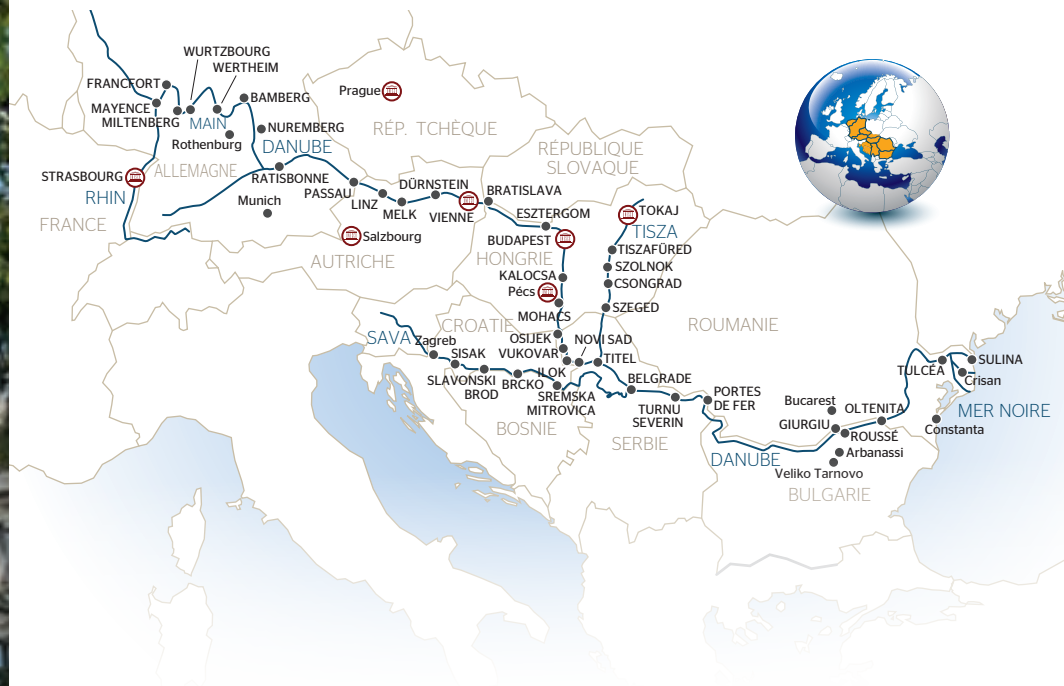 WURTZBOURG
WERTHEIM
FRANCFORT
BAMBERG
Prague
MAYENCE
MILTENBERG
MAIN
NUREMBERG
RÉP. TCHÈQUE
Rothenburg
DANUBE
RÉPUBLIQUE
SLOVAQUE
STRASBOURG
ALLEMAGNE
RATISBONNE
RHIN
PASSAU
DÜRNSTEIN
BRATISLAVA
Munich
LINZ
MELK
VIENNE
ESZTERGOM
TOKAJ
FRANCE
TISZA
Salzbourg
BUDAPEST
TISZAFÜRED
AUTRICHE
HONGRIE
SZOLNOK
KALOCSA
CSONGRAD
Pécs
SZEGED
MOHACS
CROATIE
ROUMANIE
SAVA
Zagreb
OSIJEK
NOVI SAD
SISAK
VUKOVAR
TITEL
SULINA
TULCÉA
SLAVONSKI
BROD
BRCKO
ILOK
BELGRADE
Crisan
SREMSKA
MITROVICA
PORTES
DE FER
Bucarest
OLTENITA
MER NOIRE
TURNU
SEVERIN
BOSNIE
GIURGIU
Constanta
SERBIE
ROUSSÉ
DANUBE
Arbanassi
Veliko Tarnovo
BULGARIE